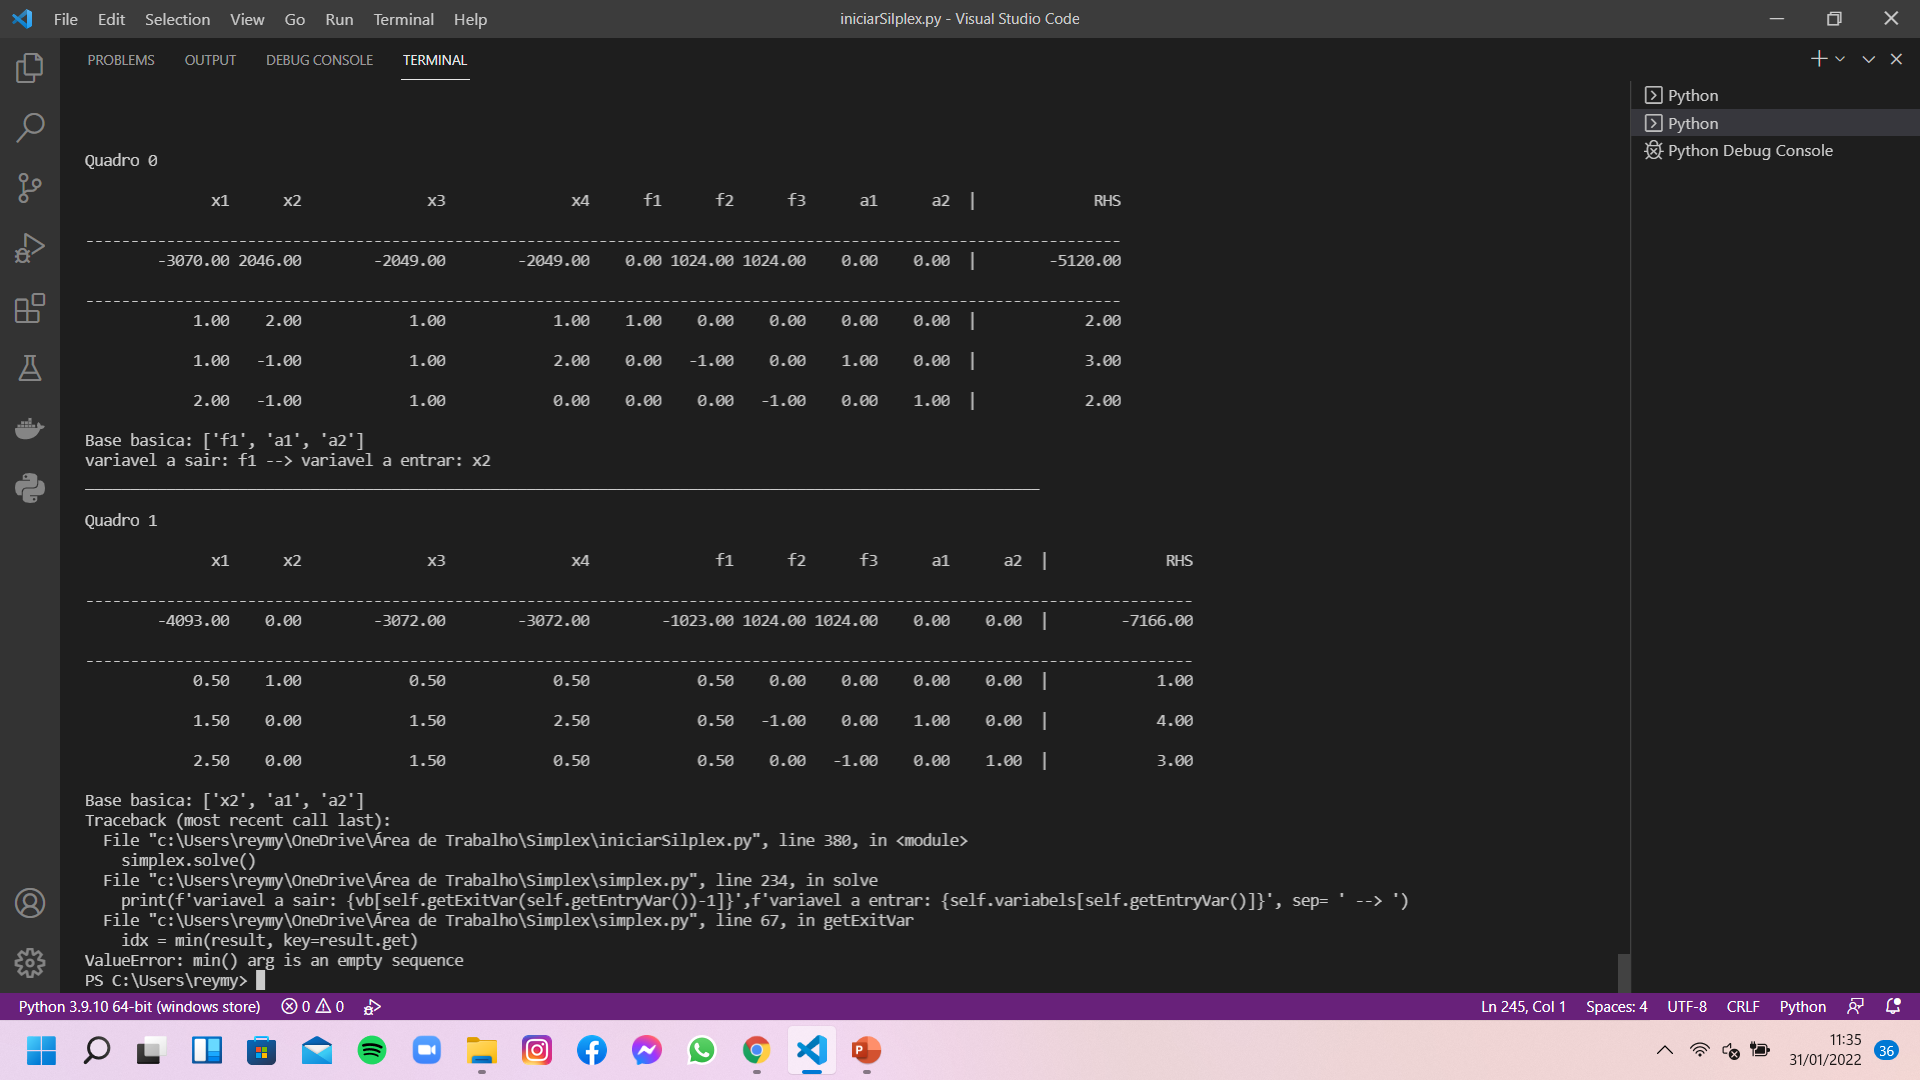 File Edit Selection View Go Run Terminal Help
iniciarSilplex.py - Visual Studio Code
PROBLEMS OUTPUT DEBUG CONSOLE TERMINAL
Python
Python
Python Debug Console
Quadro 0
x1 x2 x3 x4 f1 f2 f3 a1 a2 | RHS
-----------------------------------------------------------------------------------------------------------------------
-3070.00 2046.00 -2049.00 -2049.00 0.00 1024.00 1024.00 0.00 0.00 | -5120.00
-----------------------------------------------------------------------------------------------------------------------
1.00 2.00 1.00 1.00 1.00 0.00 0.00 0.00 0.00 | 2.00
1.00 -1.00 1.00 2.00 0.00 -1.00 0.00 1.00 0.00 | 3.00
2.00 -1.00 1.00 0.00 0.00 0.00 -1.00 0.00 1.00 | 2.00
Base basica: ['f1', 'a1', 'a2']
variavel a sair: f1 --> variavel a entrar: x2
__________________________________________________________________________________________________________
Quadro 1
x1 x2 x3 x4 f1 f2 f3 a1 a2 | RHS
---------------------------------------------------------------------------------------------------------------------------
-4093.00 0.00 -3072.00 -3072.00 -1023.00 1024.00 1024.00 0.00 0.00 | -7166.00
---------------------------------------------------------------------------------------------------------------------------
0.50 1.00 0.50 0.50 0.50 0.00 0.00 0.00 0.00 | 1.00
1.50 0.00 1.50 2.50 0.50 -1.00 0.00 1.00 0.00 | 4.00
2.50 0.00 1.50 0.50 0.50 0.00 -1.00 0.00 1.00 | 3.00
Base basica: ['x2', 'a1', 'a2']
Traceback (most recent call last):
File "c:\Users\reymy\OneDrive\Área de Trabalho\Simplex\iniciarSilplex.py", line 380, in <module>
simplex.solve()
File "c:\Users\reymy\OneDrive\Área de Trabalho\Simplex\simplex.py", line 234, in solve
print(f'variavel a sair: {vb[self.getExitVar(self.getEntryVar())-1]}',f'variavel a entrar: {self.variabels[self.getEntryVar()]}', sep= ' --> ')
File "c:\Users\reymy\OneDrive\Área de Trabalho\Simplex\simplex.py", line 67, in getExitVar
idx = min(result, key=result.get)
ValueError: min() arg is an empty sequence
PS C:\Users\reymy>
Python 3.9.10 64-bit (windows store) 0 0 Ln 245, Col 1 Spaces: 4 UTF-8 CRLF Python
11:35
31/01/2022
36